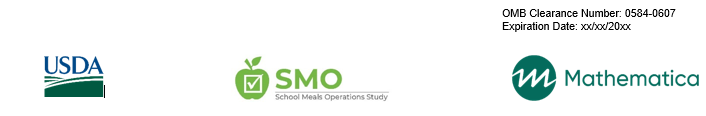 OMB Clearance Number: 0584-0607
Expiration Date: xx/xx/20xx
USDA
SMO
School Meals Operations Study
Mathematica